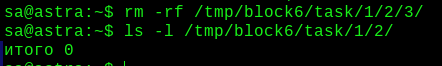 sa@astra:~$ rm -rf /tmp/block6/task/1/2/3/
sa@astra:~$ ls -l /tmp/block6/task/1/2/
итого 0
sa@astra:~$